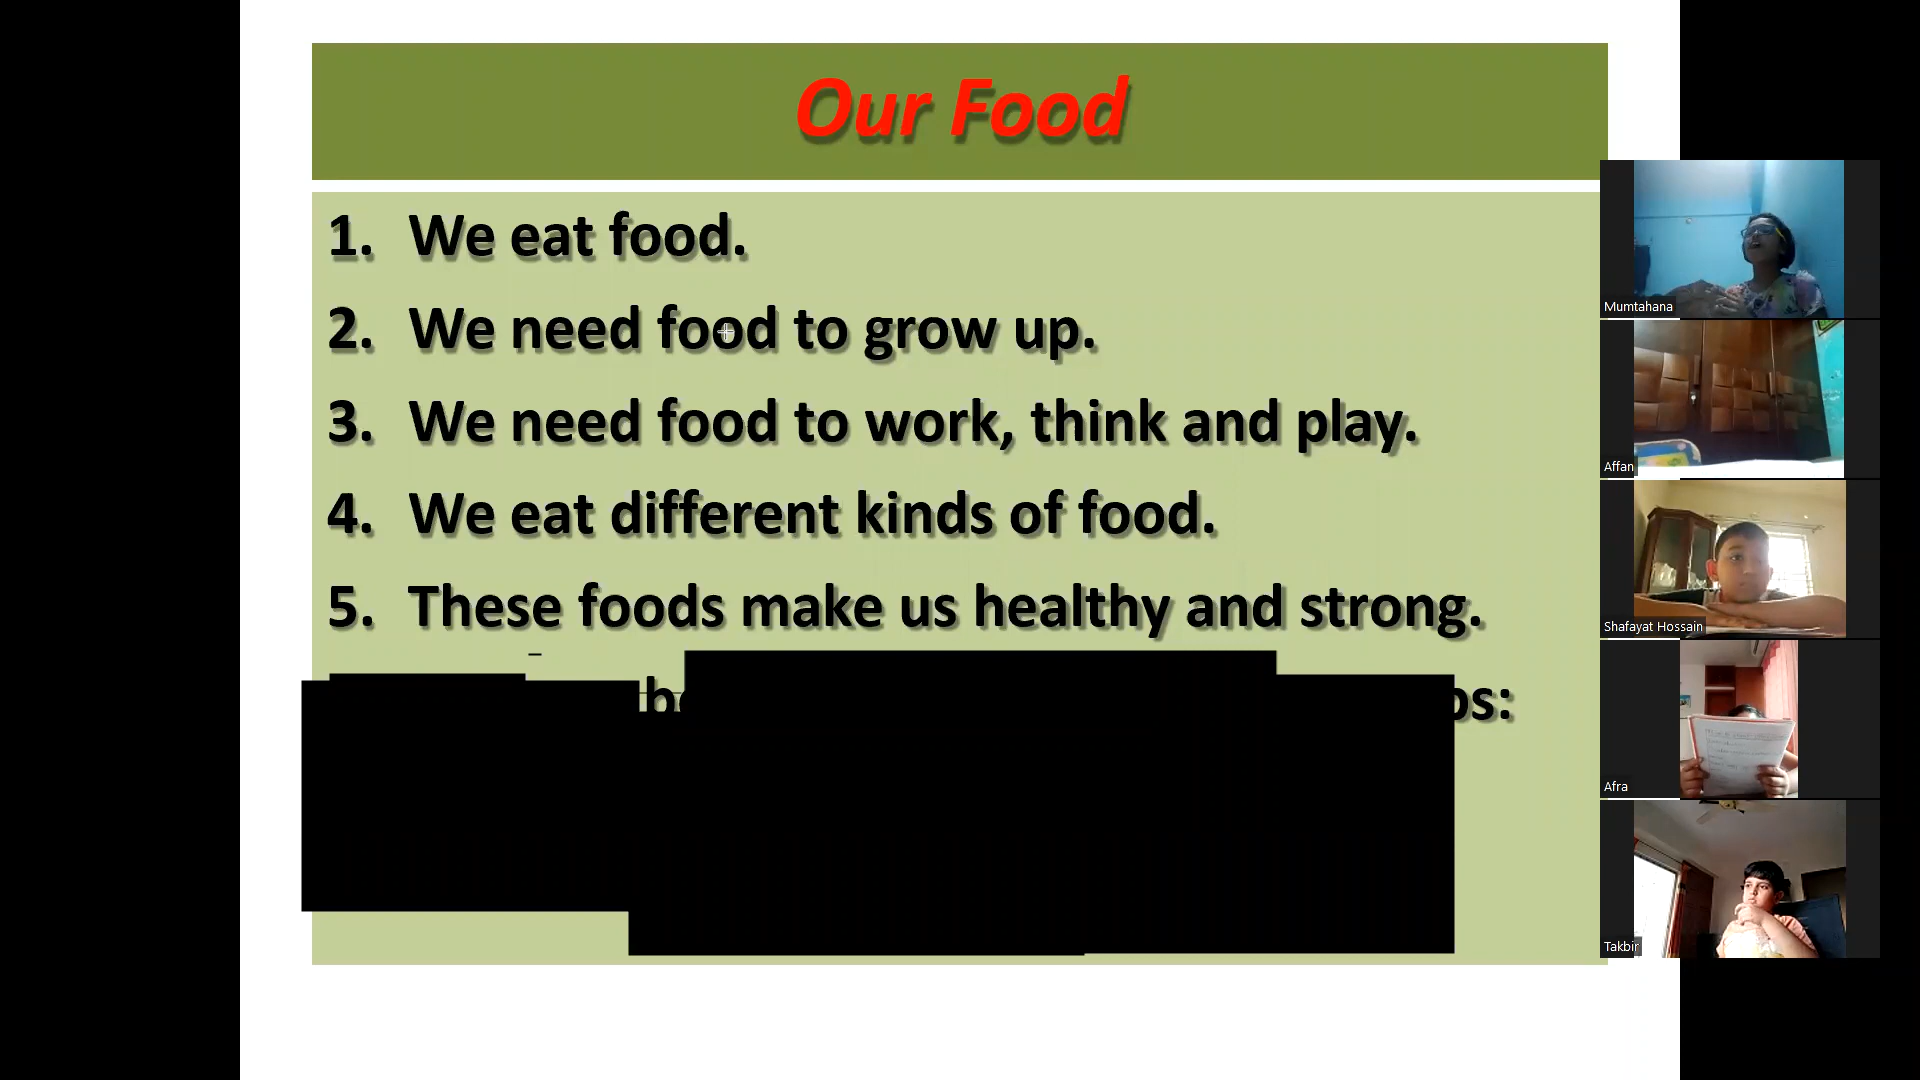 Our Food
1. We eat food.
2. We need food to grow up.
3. We need food to work, think and play.
4. We eat different kinds of food.
5. These foods make us healthy and strong.
Mumtahana
Affan
Shafayat Hossain
Afra
Takbir